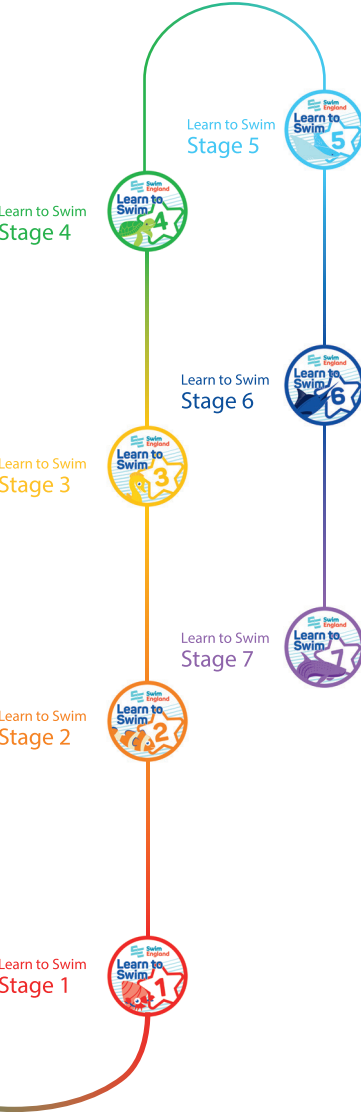 Learn to Swim
Stage 5
Swim
England
Learn to
Swim
5
Learn to Swim
Stage 4
Swim
England
Learn to
Swim
4
Learn to Swim
Stage 6
Swim
England
Learn to
Swim
6
Learn to Swim
Stage 3
Swim
England
Learn to
Swim
3
Learn to Swim
Stage 7
Swim
England
Learn to
Swim
7
Learn to Swim
Stage 2
Swim
England
Learn to
Swim
2
Learn to Swim
Stage 1
Swim
England
Learn to
Swim
1